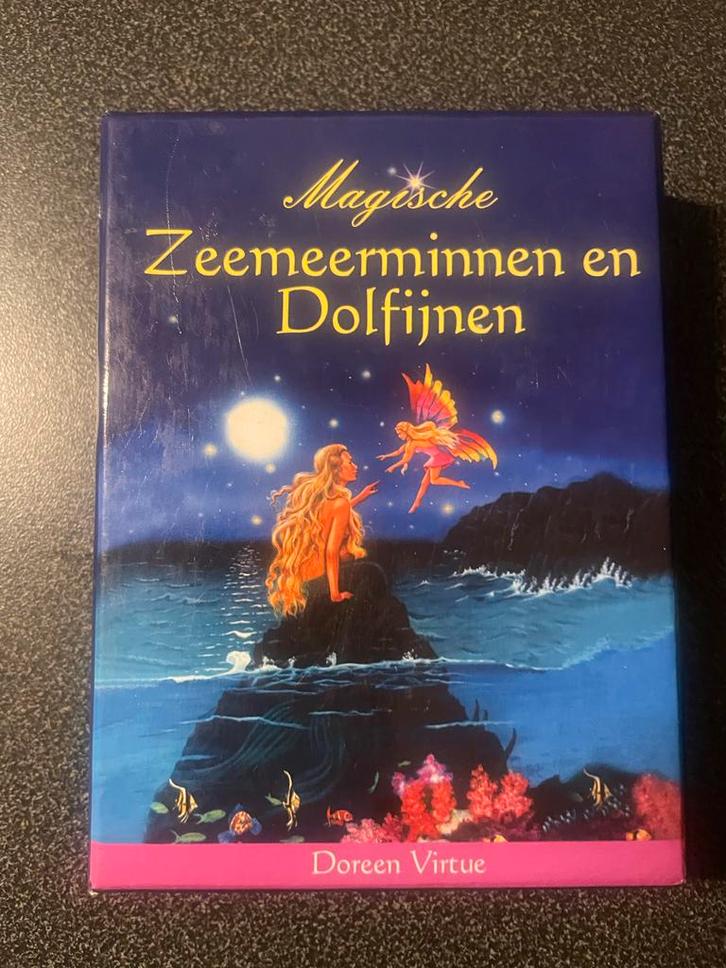 Magische
Zeemeerminnen en
Dolfijnen
Doreen Virtue